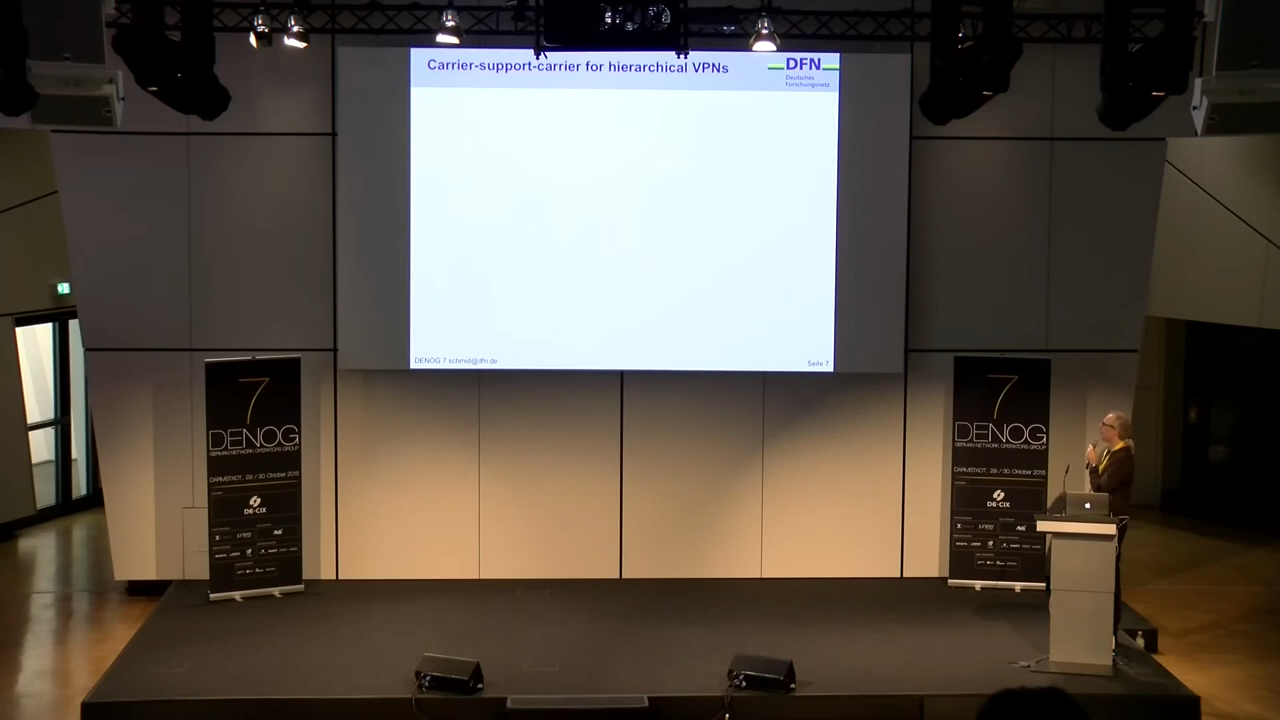 Carrier-support-carrier for hierarchical VPNs
DFN
Deutsches
Forschungsnetz
DENOG 7 schmid@dfn.de
Seite 7
7
DENOG
GERMAN NETWORK OPERATORS GROUP
DARMSTADT, 29. / 30. Oktober 2015
DE-CIX
7
DENOG
GERMAN NETWORK OPERATORS GROUP
DARMSTADT, 29. / 30. Oktober 2015
DE-CIX